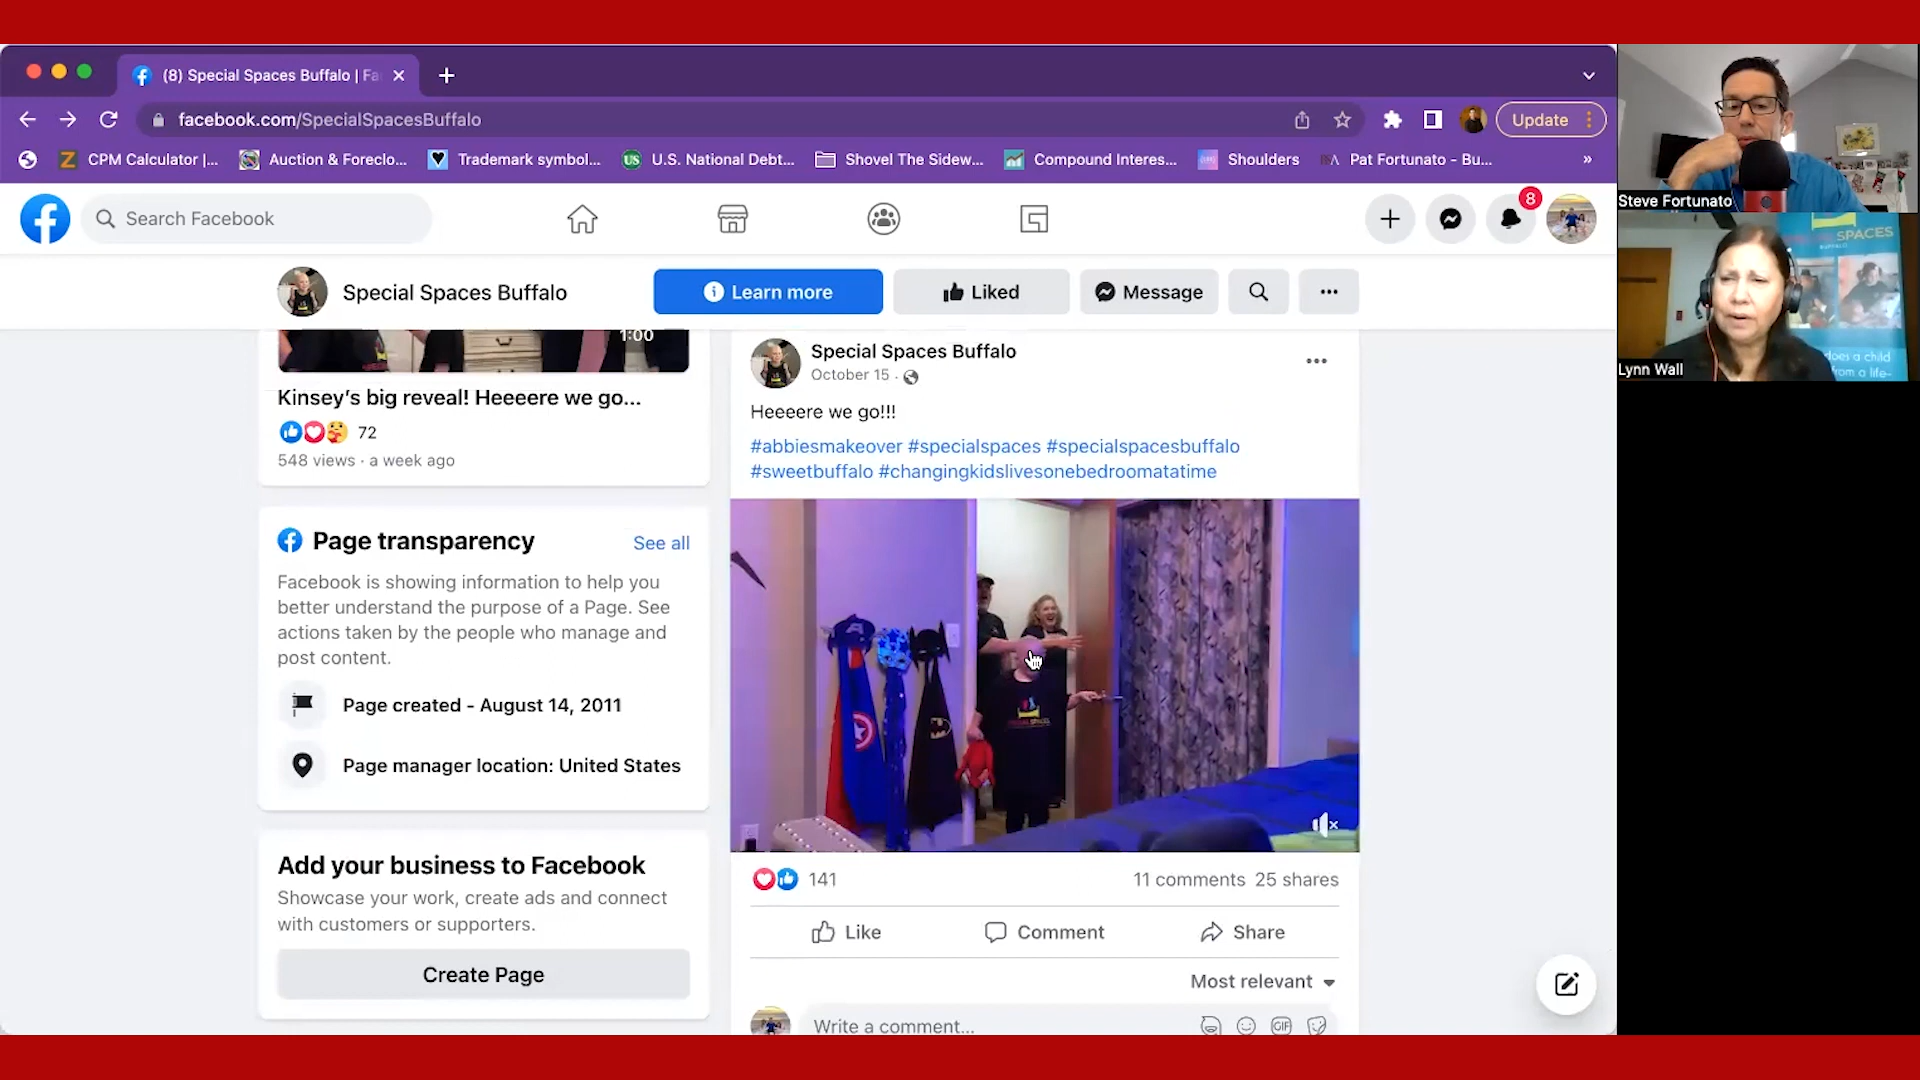 (8) Special Spaces Buffalo | Fa
facebook.com/SpecialSpacesBuffalo
Update
CPM Calculator |...
Auction & Foreclo...
Trademark symbol...
US
U.S. National Debt...
Shovel The Sidew...
Compound Interes...
Shoulders
Pat Fortunato - Bu...
»
Search Facebook
8
Special Spaces Buffalo
Learn more
Liked
Message
1:00
Kinsey's big reveal! Heeeere we go...
72
548 views · a week ago
Page transparency
See all
Facebook is showing information to help you
better understand the purpose of a Page. See
actions taken by the people who manage and
post content.
Page created - August 14, 2011
Page manager location: United States
Add your business to Facebook
Showcase your work, create ads and connect
with customers or supporters.
Create Page
Special Spaces Buffalo
October 15 ·
Heeeere we go!!!
#abbiesmakeover #specialspaces #specialspacesbuffalo
#sweetbuffalo #changingkidslivesonebedroomatatime
141
11 comments 25 shares
Like
Comment
Share
Most relevant
Write a comment...
GIF
Steve Fortunato
SPACES
BUFFALO
does a child
from a life-
Lynn Wall